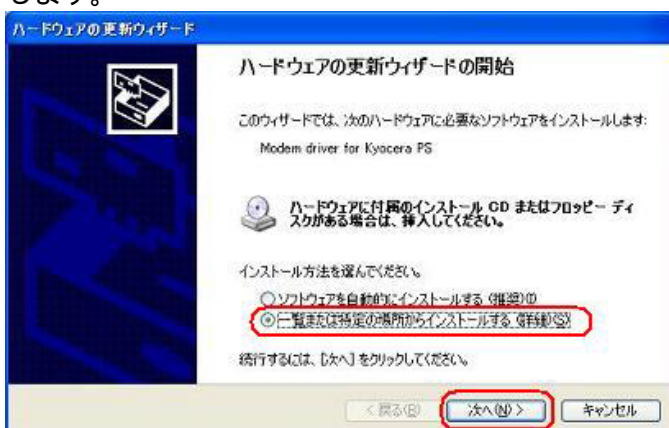 します。
ハードウェアの更新ウィザード
ハードウェアの更新ウィザードの開始
このウィザードでは、次のハードウェアに必要なソフトウェアをインストールします:
Modem driver for Kyocera PS
ハードウェアに付属のインストール CD またはフロッピー ディ
スクがある場合は、挿入してください。
インストール方法を選んでください。
ソフトウェアを自動的にインストールする (推奨)(I)
一覧または特定の場所からインストールする (詳細)(S)
続行するには、[次へ] をクリックしてください。
< 戻る(B)
次へ(N) >
キャンセル